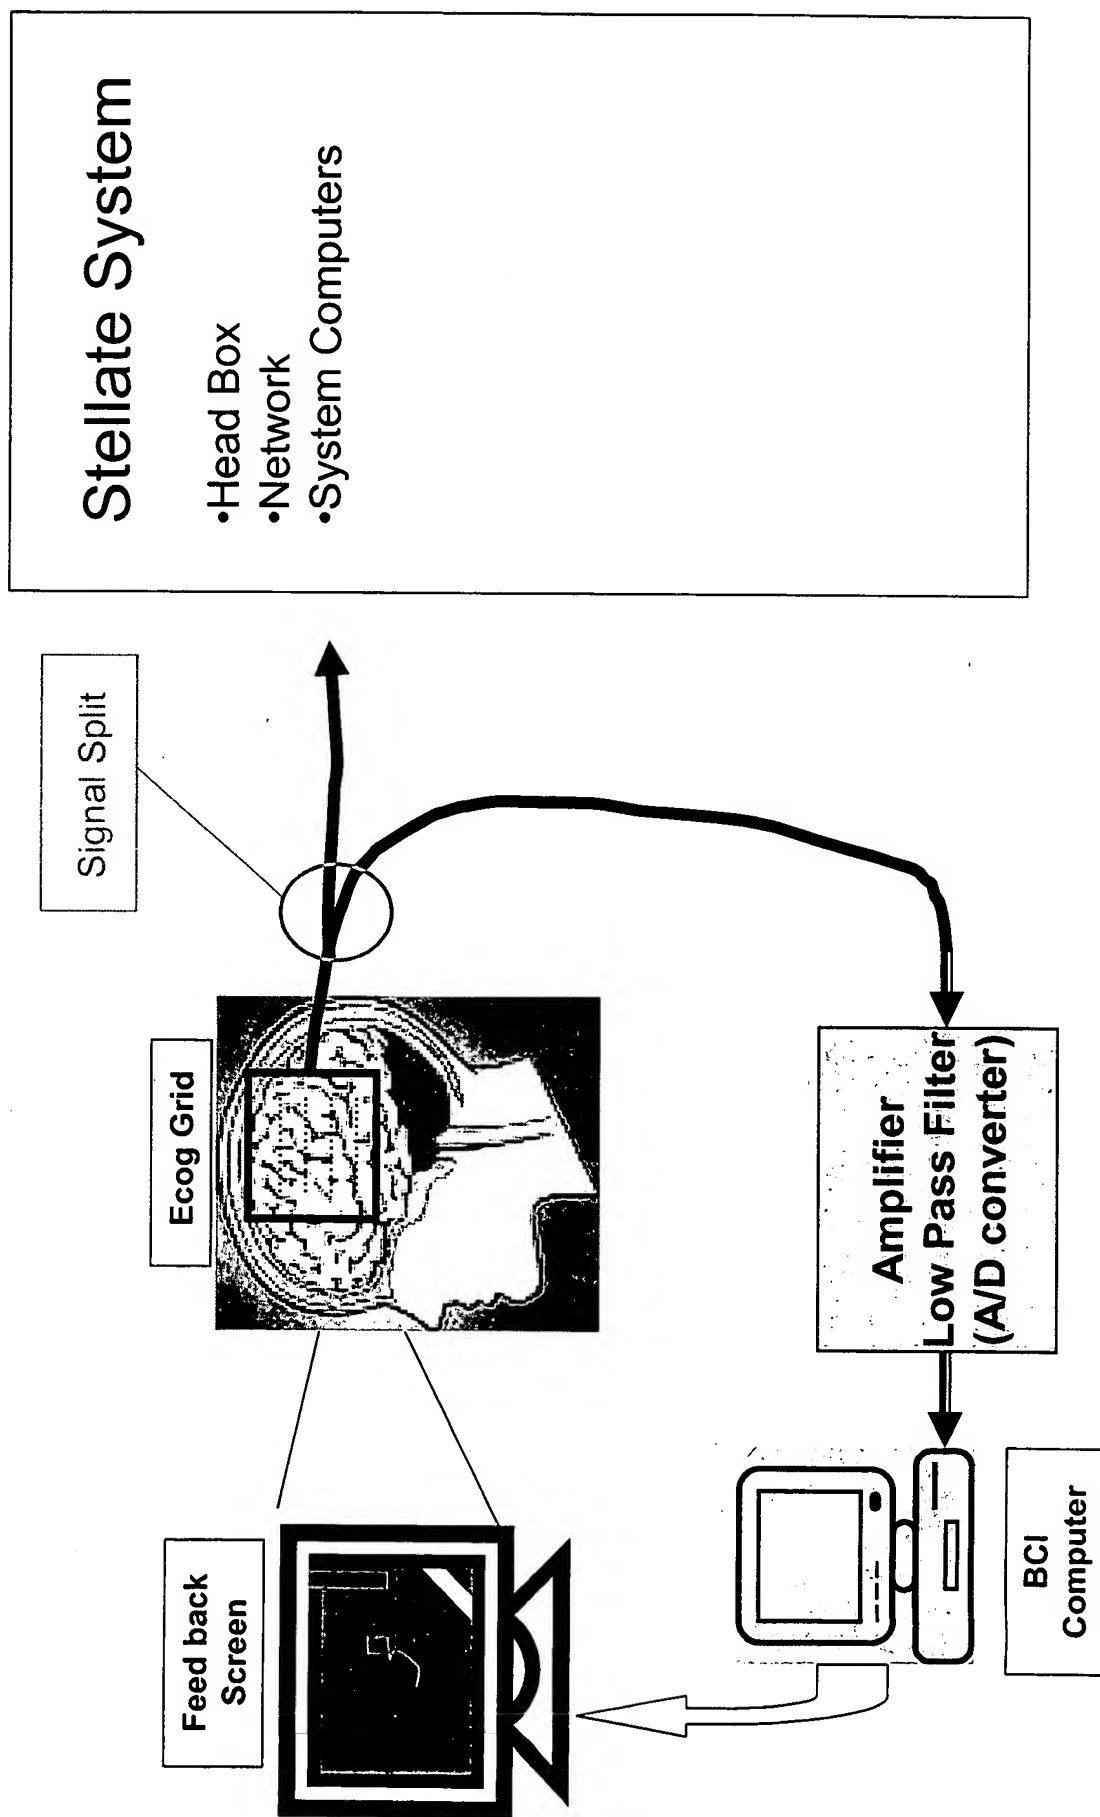 Feed back
Screen
Ecog Grid
Signal Split
Stellate System
•Head Box
•Network
•System Computers
BCI
Computer
Amplifier
Low Pass Filter
(A/D converter)